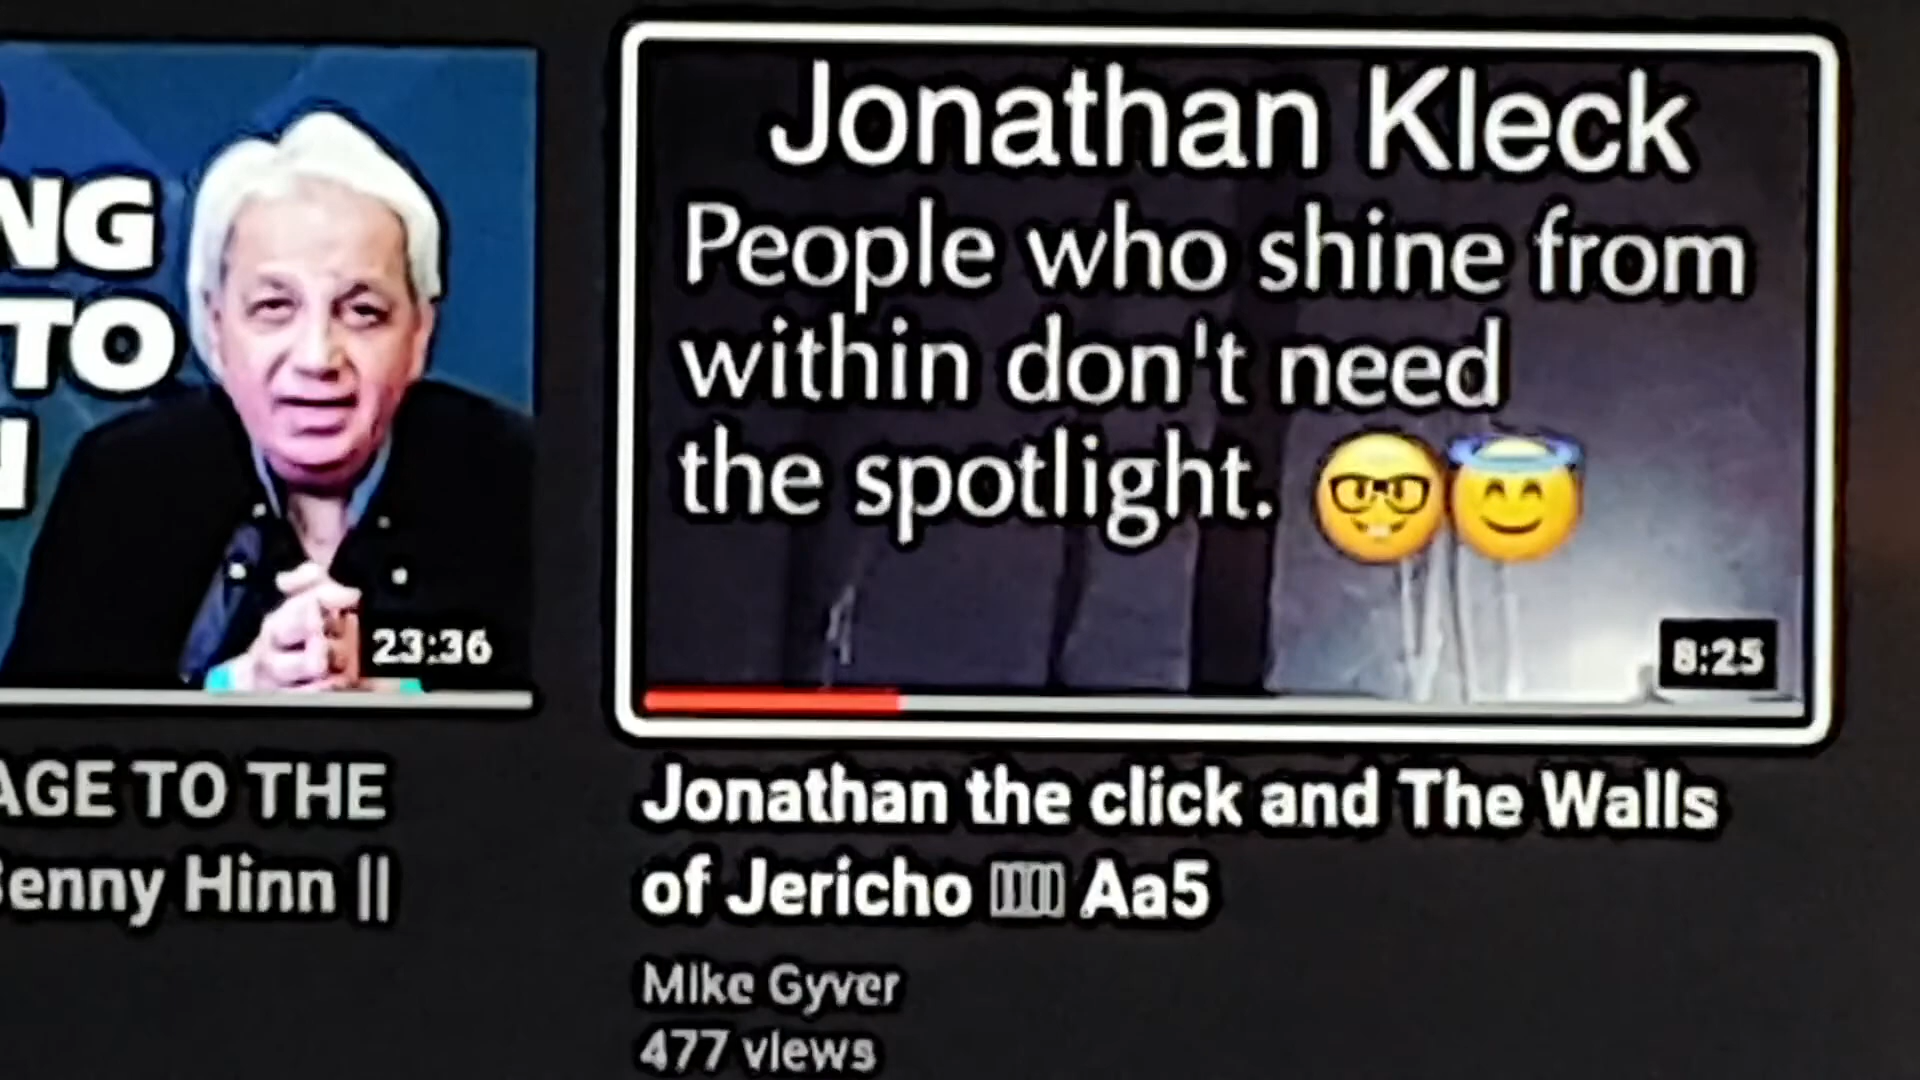 NG
TO
N
23:36
AGE TO THE
Benny Hinn ||
Jonathan Kleck
People who shine from
within don't need
the spotlight.
8:25
Jonathan the click and The Walls
of Jericho Aa5
Mike Gyver
477 views